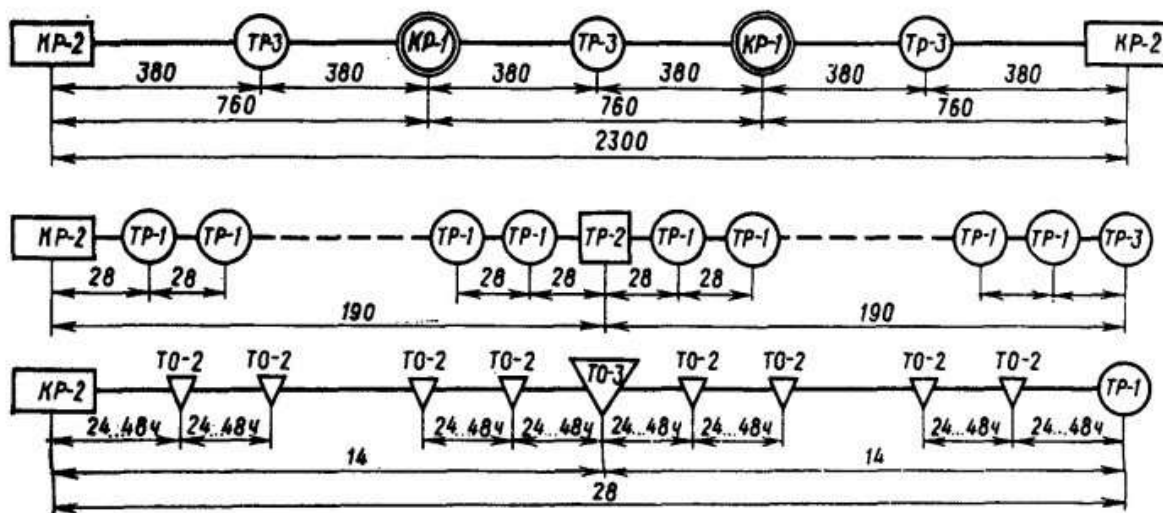 КР-2 ТР-3 КР-1 ТР-3 КР-1 Тр-3 КР-2
380 380 380 380 380 380
760 760 760
2300
КР-2 ТР-1 ТР-1 ТР-1 ТР-1 ТР-2 ТР-1 ТР-1 ТР-1 ТР-1 ТР-3
28 28 28 28 28 28
190 190
ТО-2 ТО-2 ТО-2 ТО-2 ТО-2 ТО-2 ТО-2 ТО-2
КР-2 ТО-3 ТР-1
24...48ч 24...48ч 24...48ч 24...48ч 24...48ч 24...48ч 24...48ч 24...48ч
14 14
28